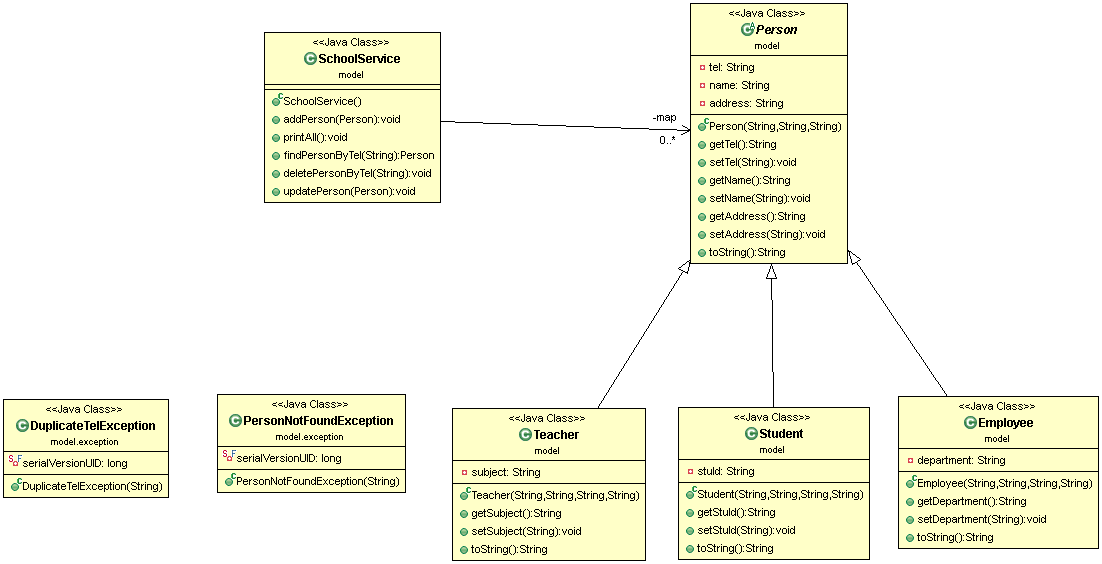 <<Java Class>>
SchoolService
model
SchoolService()
addPerson(Person):void
printAll():void
findPersonByTel(String):Person
deletePersonByTel(String):void
updatePerson(Person):void
-map
0..*
<<Java Class>>
Person
model
tel: String
name: String
address: String
Person(String,String,String)
getTel():String
setTel(String):void
getName():String
setName(String):void
getAddress():String
setAddress(String):void
toString():String
<<Java Class>>
DuplicateTelException
model.exception
serialVersionUID: long
DuplicateTelException(String)
<<Java Class>>
PersonNotFoundException
model.exception
serialVersionUID: long
PersonNotFoundException(String)
<<Java Class>>
Teacher
model
subject: String
Teacher(String,String,String,String)
getSubject():String
setSubject(String):void
toString():String
<<Java Class>>
Student
model
stuId: String
Student(String,String,String,String)
getStuId():String
setStuId(String):void
toString():String
<<Java Class>>
Employee
model
department: String
Employee(String,String,String,String)
getDepartment():String
setDepartment(String):void
toString():String